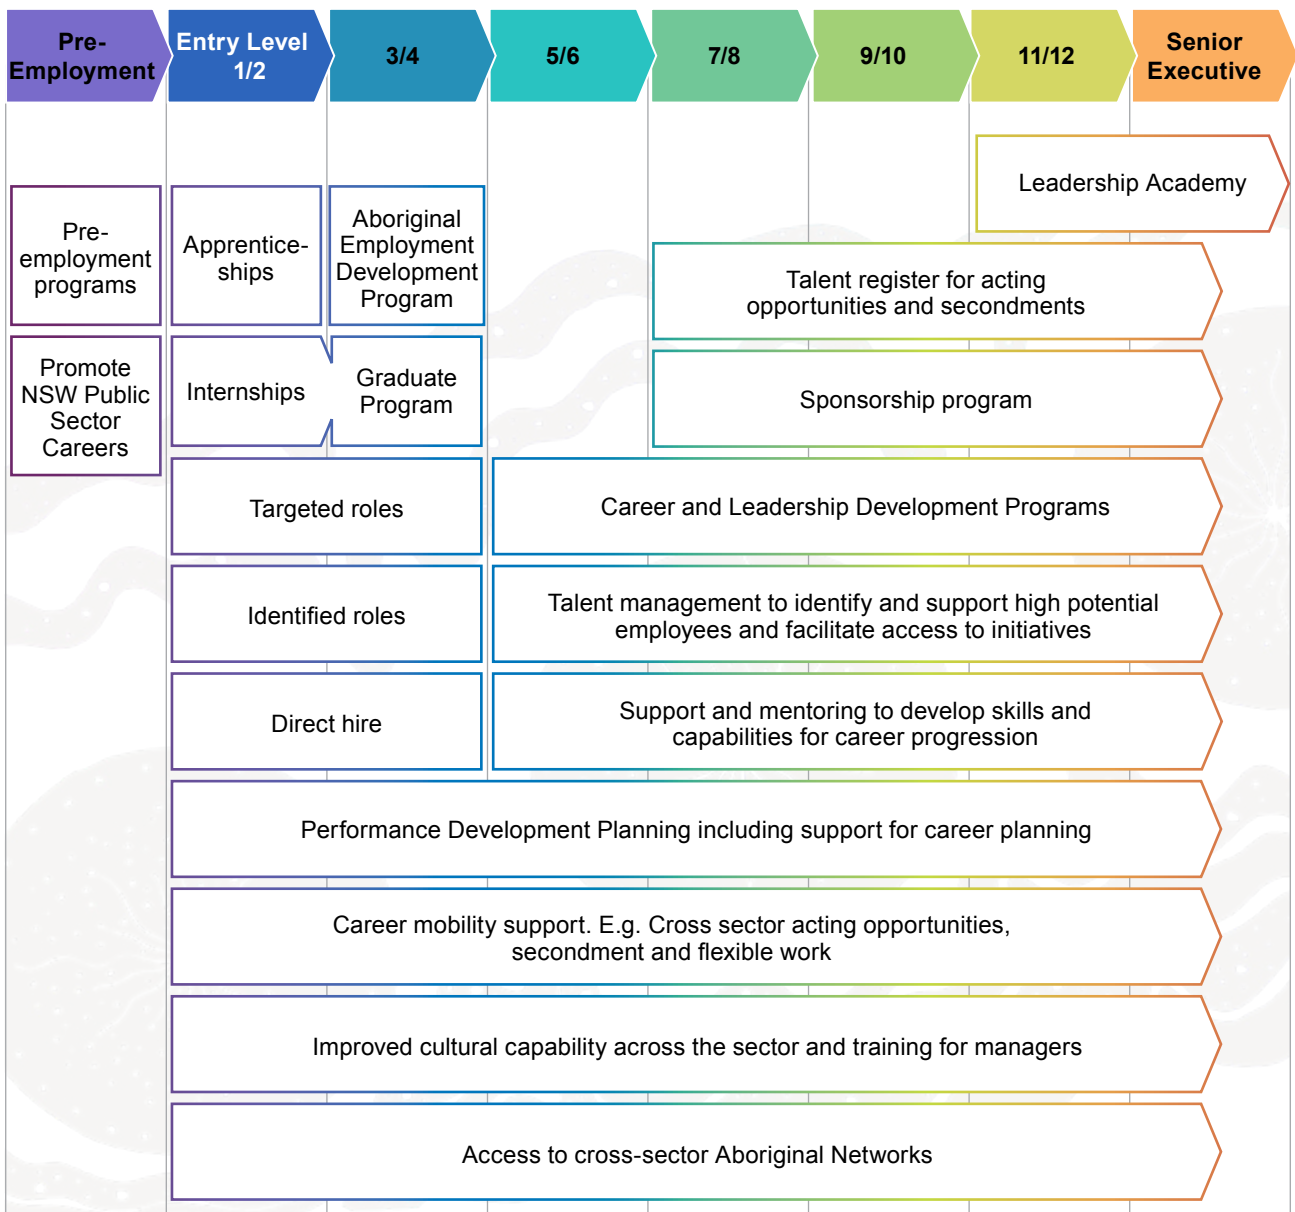 Pre-
Employment
Entry Level
1/2
3/4
5/6
7/8
9/10
11/12
Senior
Executive
Leadership Academy
Pre-
employment
programs
Apprentice-
ships
Aboriginal
Employment
Development
Program
Talent register for acting
opportunities and secondments
Promote
NSW Public
Sector
Careers
Internships
Graduate
Program
Sponsorship program
Targeted roles
Career and Leadership Development Programs
Identified roles
Talent management to identify and support high potential
employees and facilitate access to initiatives
Direct hire
Support and mentoring to develop skills and
capabilities for career progression
Performance Development Planning including support for career planning
Career mobility support. E.g. Cross sector acting opportunities,
secondment and flexible work
Improved cultural capability across the sector and training for managers
Access to cross-sector Aboriginal Networks